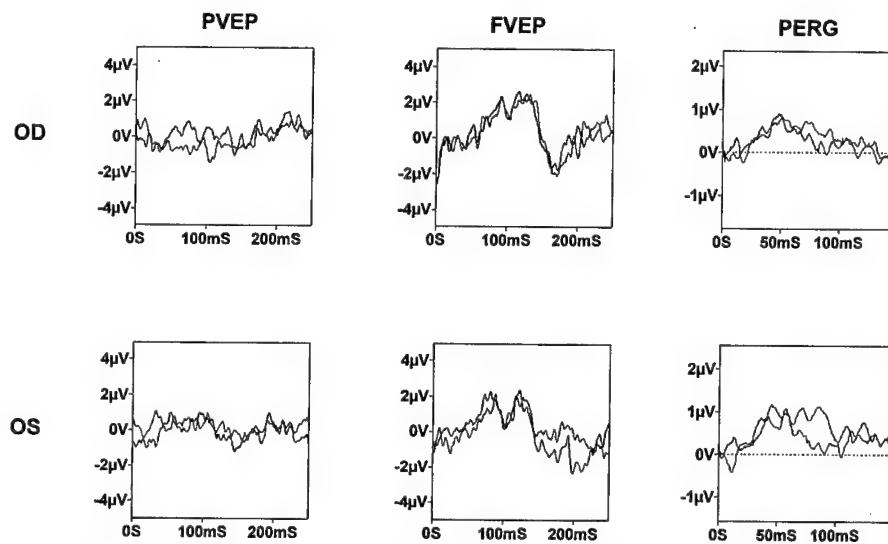 PVEP FVEP PERG
OD
4µV
2µV
0V
-2µV
-4µV
0S 100mS 200mS
4µV
2µV
0V
-2µV
-4µV
0S 100mS 200mS
2µV
1µV
0V
-1µV
0S 50mS 100mS
OS
4µV
2µV
0V
-2µV
-4µV
0S 100mS 200mS
4µV
2µV
0V
-2µV
-4µV
0S 100mS 200mS
2µV
1µV
0V
-1µV
0S 50mS 100mS